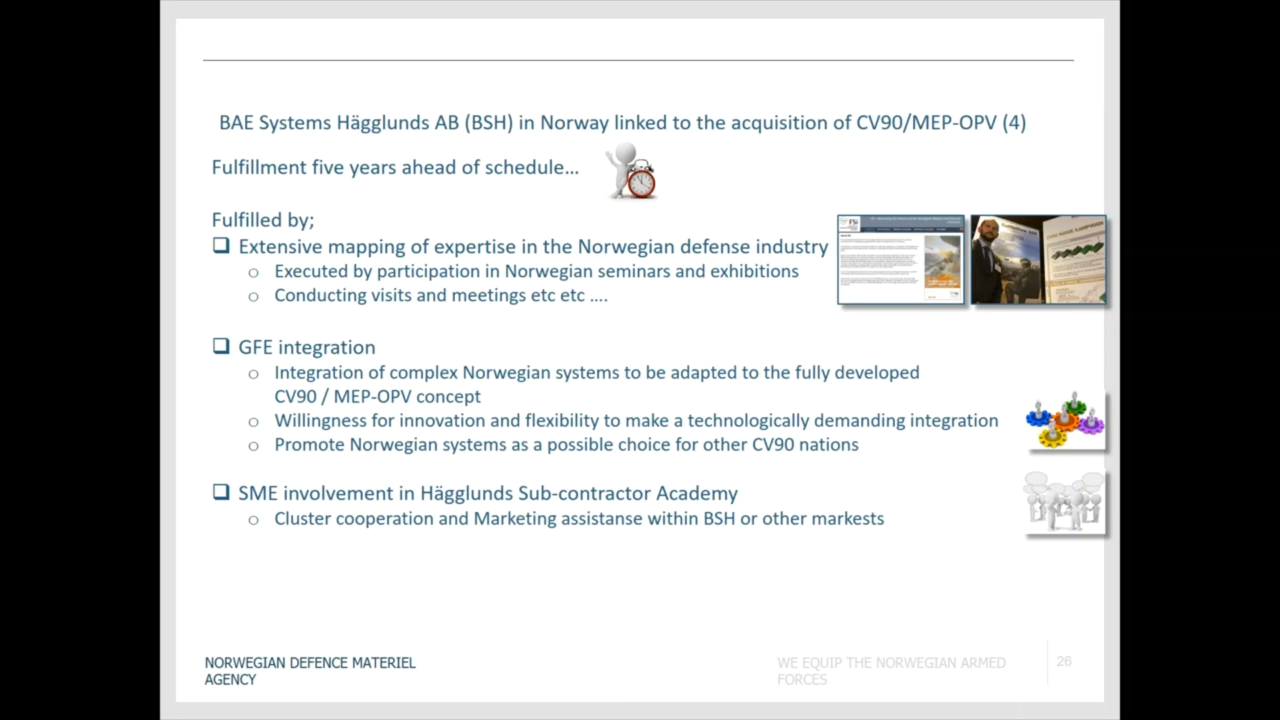 BAE Systems Hägglunds AB (BSH) in Norway linked to the acquisition of CV90/MEP-OPV (4)
Fulfillment five years ahead of schedule...
Fulfilled by;
❑ Extensive mapping of expertise in the Norwegian defense industry
o Executed by participation in Norwegian seminars and exhibitions
o Conducting visits and meetings etc etc ....
❑ GFE integration
o Integration of complex Norwegian systems to be adapted to the fully developed
CV90 / MEP-OPV concept
o Willingness for innovation and flexibility to make a technologically demanding integration
o Promote Norwegian systems as a possible choice for other CV90 nations
❑ SME involvement in Hägglunds Sub-contractor Academy
o Cluster cooperation and Marketing assistanse within BSH or other markests
NORWEGIAN DEFENCE MATERIEL
AGENCY
WE EQUIP THE NORWEGIAN ARMED
FORCES
26